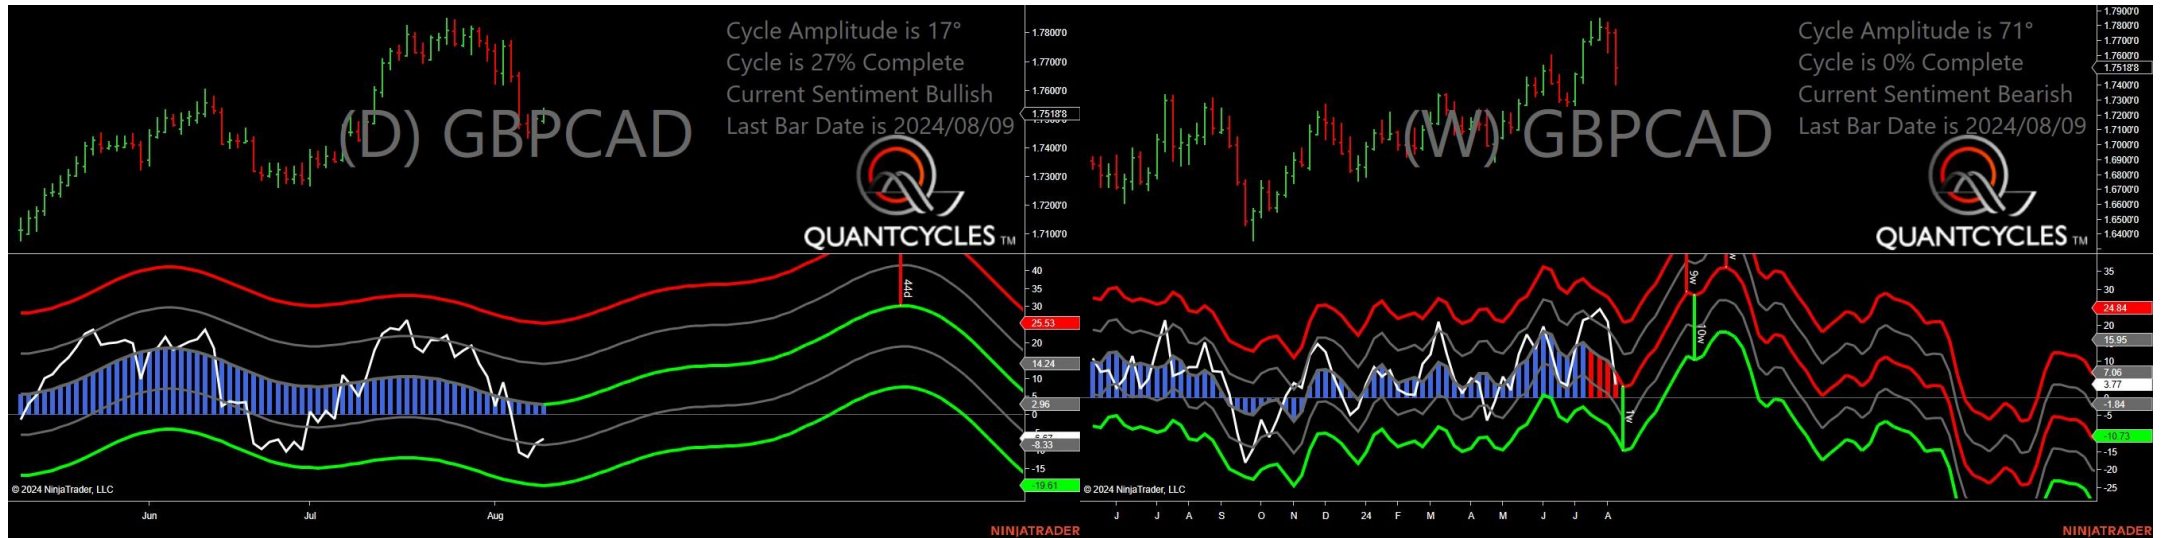 Cycle Amplitude is 17°
Cycle is 27% Complete
Current Sentiment Bullish
Last Bar Date is 2024/08/09
(D) GBPCAD
QUANTCYCLES TM
1.7800'0
1.7700'0
1.7600'0
1.7518'8
1.7400'0
1.7300'0
1.7200'0
1.7100'0
44d
40
35
30
25.53
20
14.24
10
5
2.96
0
-8.33
-15
-19.61
© 2024 NinjaTrader, LLC
Jun
Jul
Aug
NINJATRADER
Cycle Amplitude is 71°
Cycle is 0% Complete
Current Sentiment Bearish
Last Bar Date is 2024/08/09
(W) GBPCAD
QUANTCYCLES TM
1.7900'0
1.7800'0
1.7700'0
1.7600'0
1.7518'8
1.7400'0
1.7300'0
1.7200'0
1.7100'0
1.7000'0
1.6900'0
1.6800'0
1.6700'0
1.6600'0
1.6500'0
1.6400'0
9w
10w
1w
35
30
24.84
20
15.95
10
7.06
3.77
-1.84
-5
-10.73
-15
-20
-25
© 2024 NinjaTrader, LLC
J J A S O N D 24 F M A M J J A
NINJATRADER